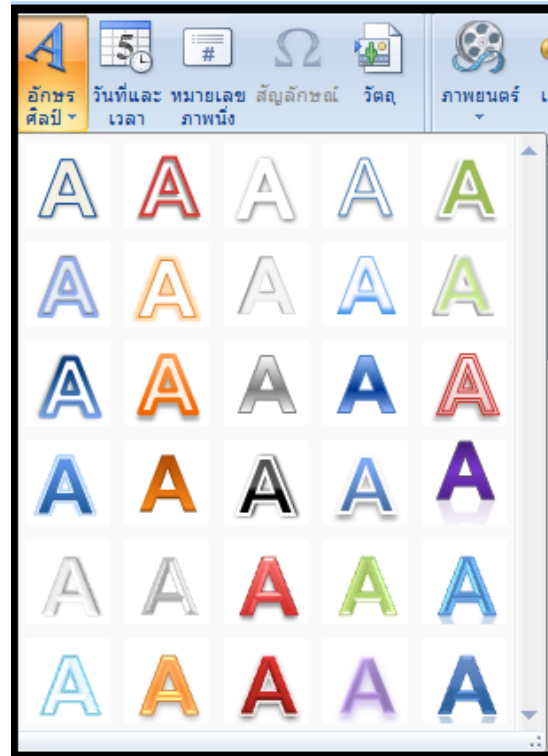 อักษร
ศิลป์
วันที่และ
เวลา
หมายเลข
ภาพนิ่ง
สัญลักษณ์
วัตถุ
ภาพยนตร์
5
#
Ω
A A A A A
A A A A A
A A A A A
A A A A A
A A A A A
A A A A A